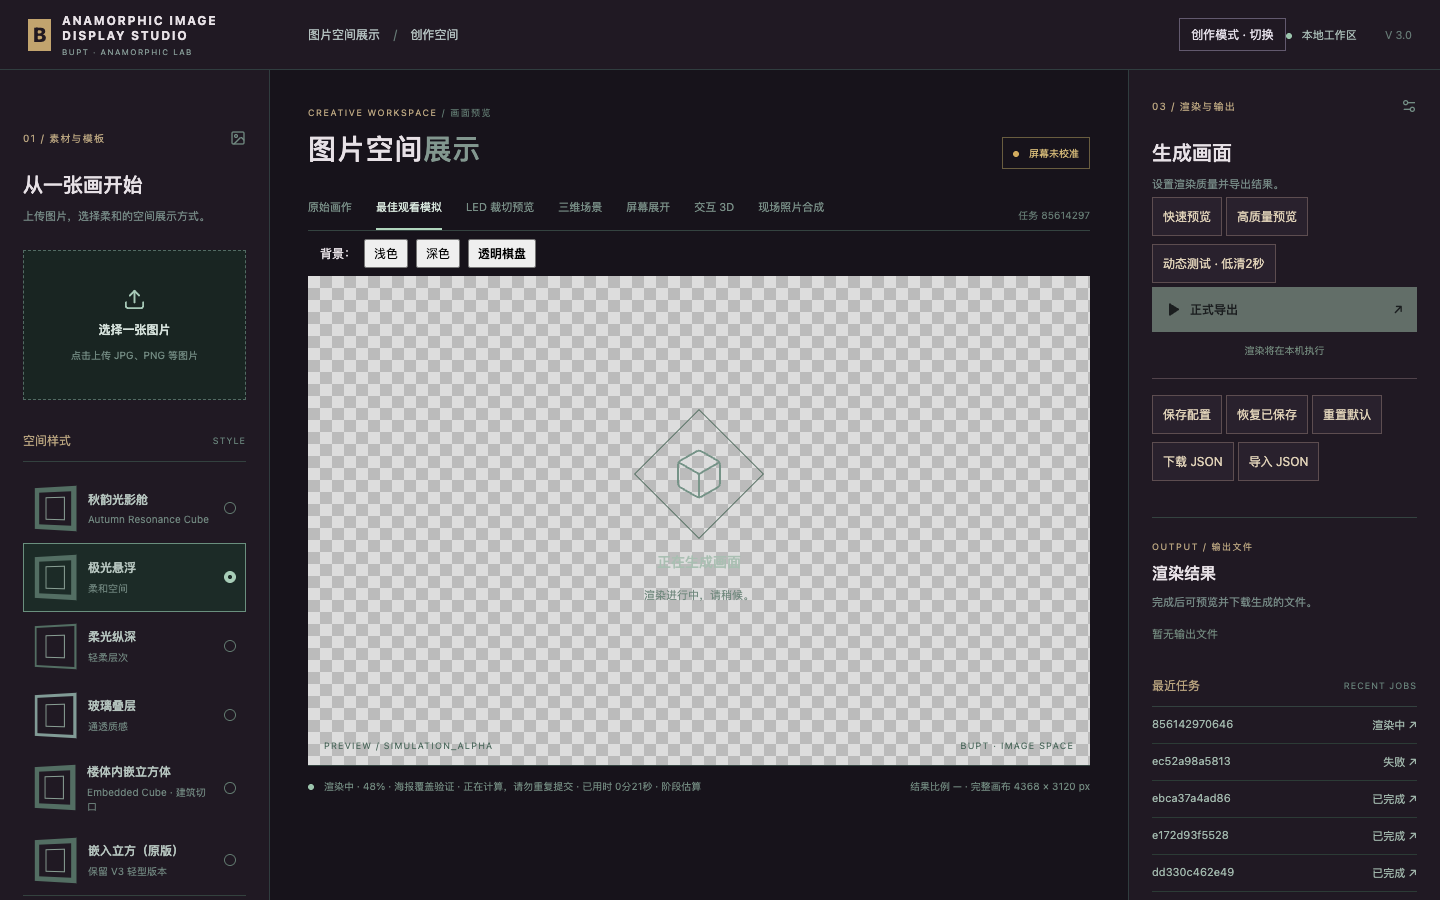 B
ANAMORPHIC IMAGE
DISPLAY STUDIO
BUPT · ANAMORPHIC LAB
图片空间展示 / 创作空间
创作模式 · 切换
本地工作区
V 3.0
01 / 素材与模板
从一张画开始
上传图片，选择柔和的空间展示方式。
选择一张图片
点击上传 JPG、PNG 等图片
空间样式
STYLE
秋韵光影舱
Autumn Resonance Cube
极光悬浮
柔和空间
柔光纵深
轻柔层次
玻璃叠层
通透质感
楼体内嵌立方体
Embedded Cube · 建筑切
口
嵌入立方（原版）
保留 V3 轻型版本
CREATIVE WORKSPACE / 画面预览
图片空间展示
屏幕未校准
原始画作
最佳观看模拟
LED 裁切预览
三维场景
屏幕展开
交互 3D
现场照片合成
任务 85614297
背景：
浅色
深色
透明棋盘
正在生成画面
渲染进行中，请稍候。
PREVIEW / SIMULATION_ALPHA
BUPT · IMAGE SPACE
渲染中 · 48% · 海报覆盖验证 · 正在计算，请勿重复提交 · 已用时 0分21秒 · 阶段估算
结果比例 — · 完整画布 4368 × 3120 px
03 / 渲染与输出
生成画面
设置渲染质量并导出结果。
快速预览
高质量预览
动态测试 · 低清2秒
正式导出
渲染将在本机执行
保存配置
恢复已保存
重置默认
下载 JSON
导入 JSON
OUTPUT / 输出文件
渲染结果
完成后可预览并下载生成的文件。
暂无输出文件
最近任务
RECENT JOBS
856142970646
渲染中 ↗
ec52a98a5813
失败 ↗
ebca37a4ad86
已完成 ↗
e172d93f5528
已完成 ↗
dd330c462e49
已完成 ↗